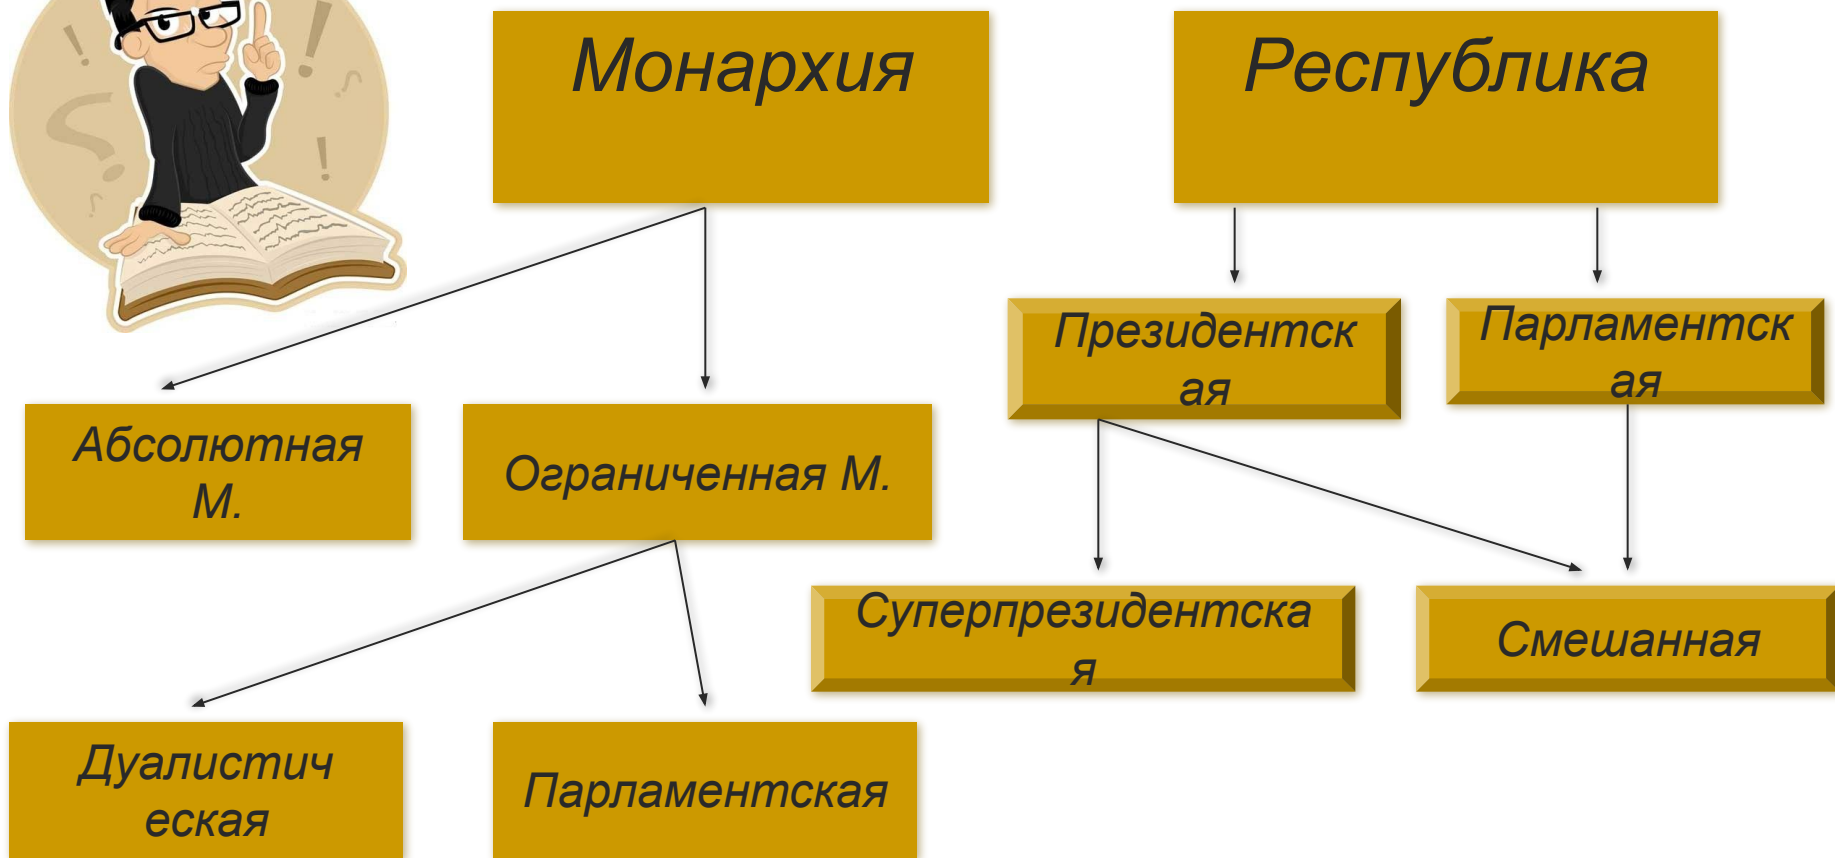 Монархия
Республика
Президентск
ая
Парламентск
ая
Абсолютная
М.
Ограниченная М.
Суперпрезидентска
я
Смешанная
Дуалистич
еская
Парламентская